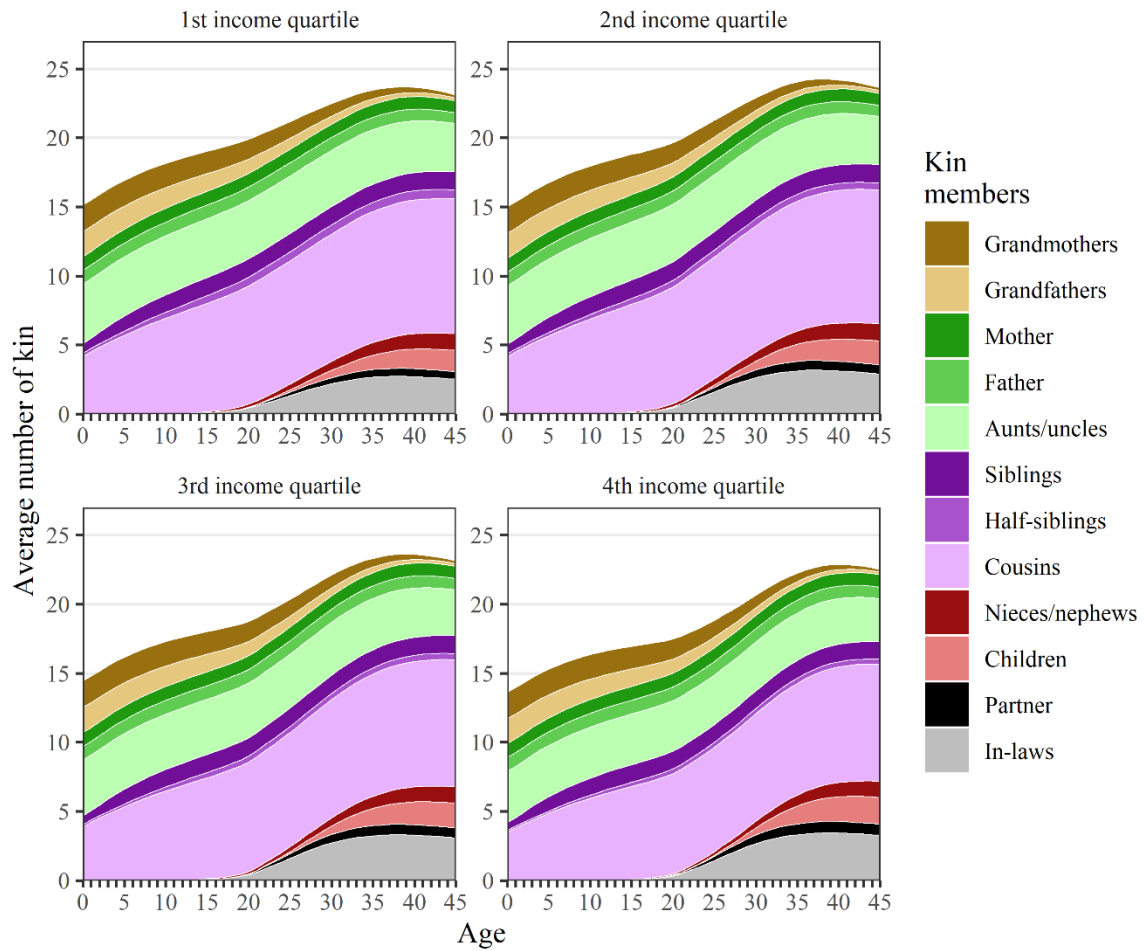 1st income quartile
2nd income quartile
25
20
15
10
5
0
0 5 10 15 20 25 30 35 40 45
0 5 10 15 20 25 30 35 40 45
3rd income quartile
4th income quartile
25
20
15
10
5
0
0 5 10 15 20 25 30 35 40 45
0 5 10 15 20 25 30 35 40 45
Average number of kin
Age
Kin
members
Grandmothers
Grandfathers
Mother
Father
Aunts/uncles
Siblings
Half-siblings
Cousins
Nieces/nephews
Children
Partner
In-laws